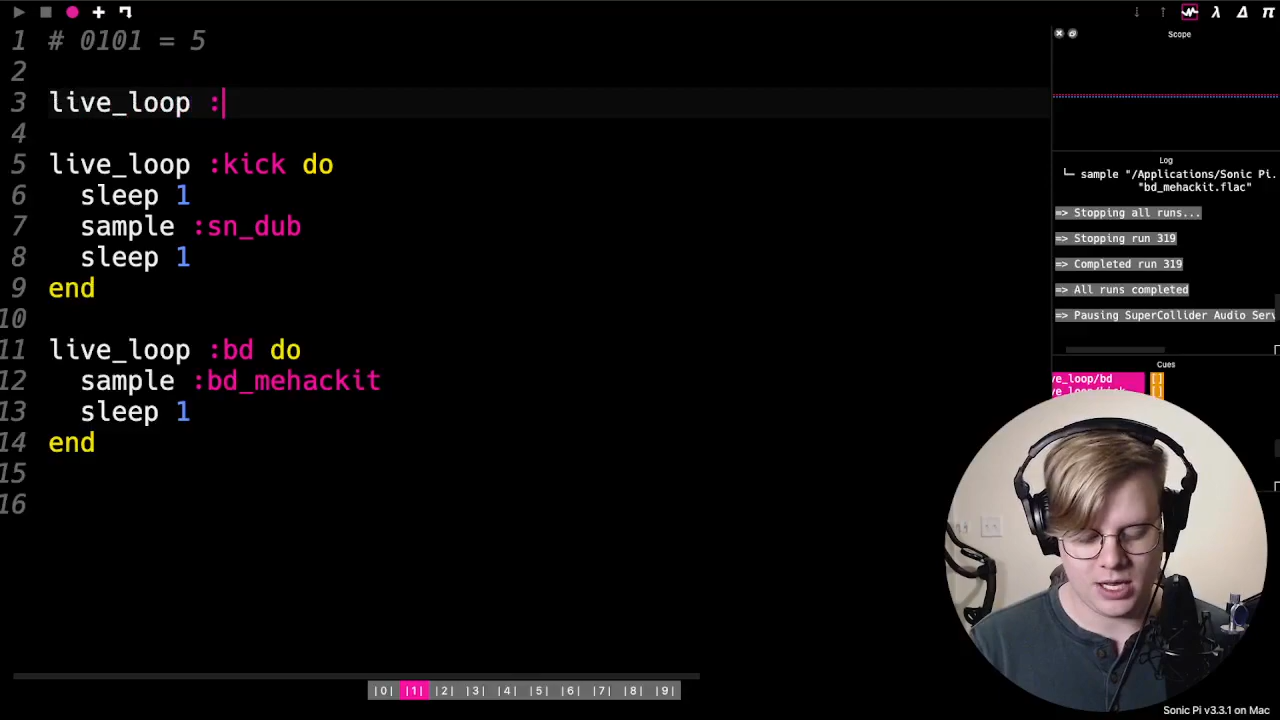 1 # 0101 = 5
2
3 live_loop :
4
5 live_loop :kick do
6 sleep 1
7 sample :sn_dub
8 sleep 1
9 end
10
11 live_loop :bd do
12 sample :bd_mehackit
13 sleep 1
14 end
15
16
Scope
Log
└─ sample "/Applications/Sonic Pi.
"bd_mehackit.flac"
=> Stopping all runs...
=> Stopping run 319
=> Completed run 319
=> All runs completed
=> Pausing SuperCollider Audio Serv
Cues
ve_loop/bd []
|0| |1| |2| |3| |4| |5| |6| |7| |8| |9|
Sonic Pi v3.3.1 on Mac